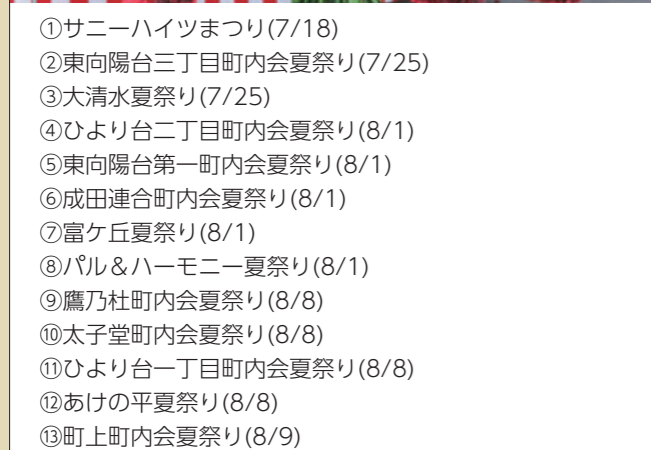 ①サニーハイツまつり(7/18)
②東向陽台三丁目町内会夏祭り(7/25)
③大清水夏祭り(7/25)
④ひより台二丁目町内会夏祭り(8/1)
⑤東向陽台第一町内会夏祭り(8/1)
⑥成田連合町内会夏祭り(8/1)
⑦富ケ丘夏祭り(8/1)
⑧パル＆ハーモニー夏祭り(8/1)
⑨鷹乃杜町内会夏祭り(8/8)
⑩太子堂町内会夏祭り(8/8)
⑪ひより台一丁目町内会夏祭り(8/8)
⑫あけの平夏祭り(8/8)
⑬町上町内会夏祭り(8/9)